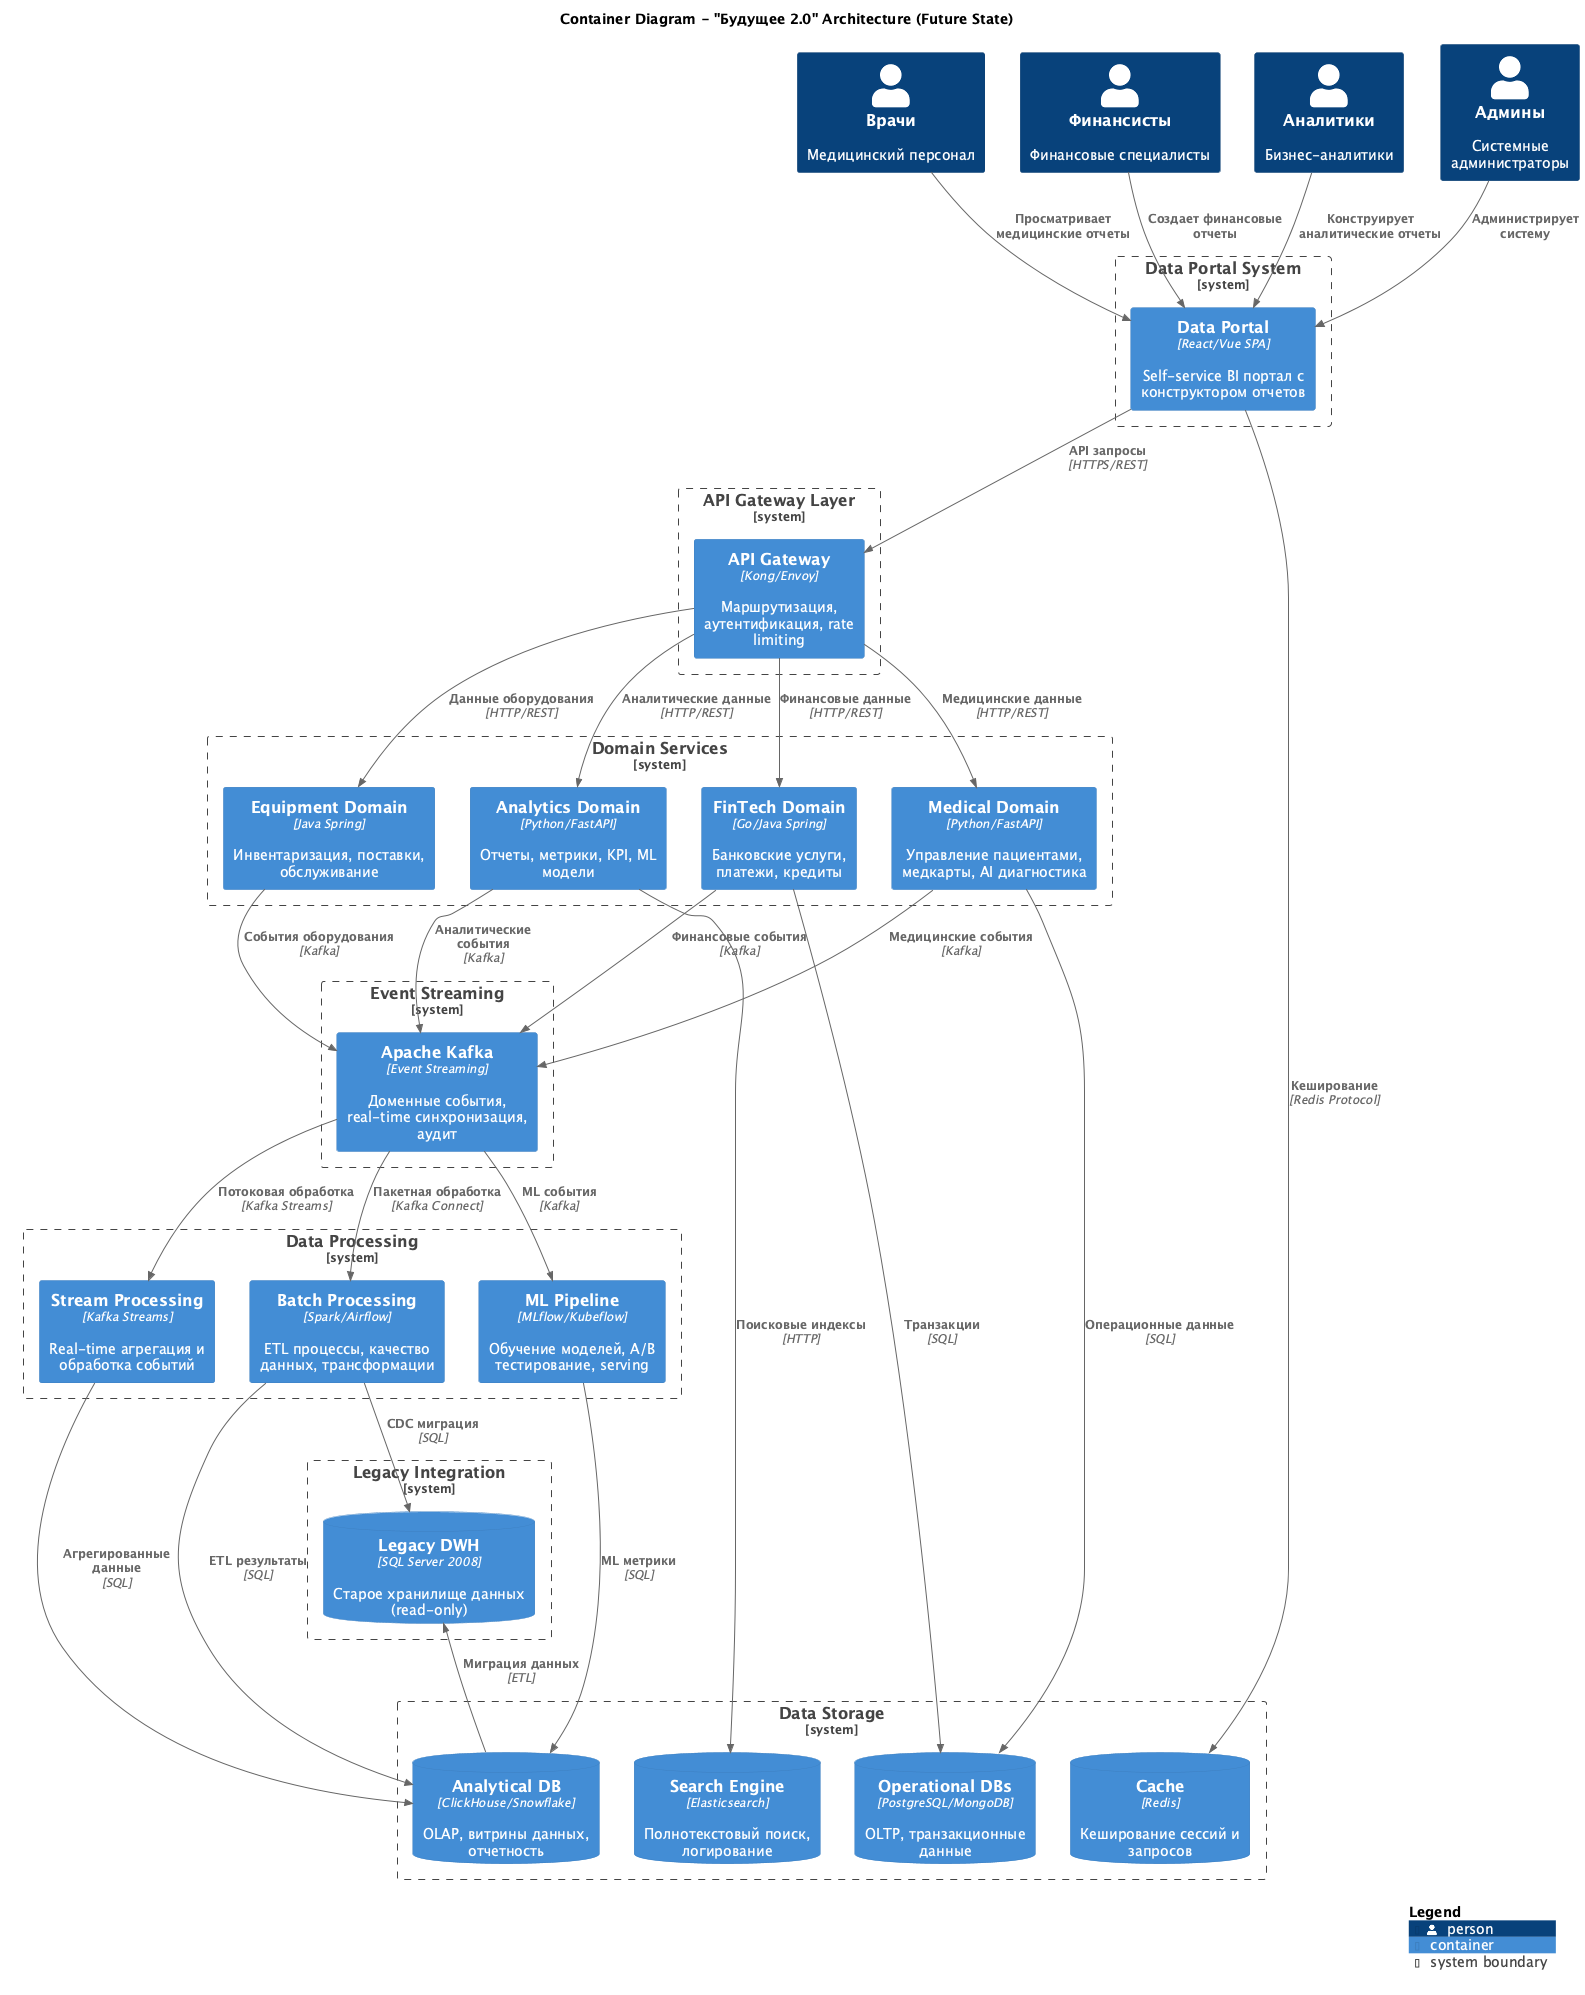 Container Diagram - "Будущее 2.0" Architecture (Future State)
Врачи
Медицинский персонал
Финансисты
Финансовые специалисты
Аналитики
Бизнес-аналитики
Админы
Системные
администраторы
Просматривает
медицинские отчеты
Создает финансовые
отчеты
Конструирует
аналитические отчеты
Администрирует
систему
Data Portal System
[system]
Data Portal
[React/Vue SPA]
Self-service BI портал с
конструктором отчетов
API запросы
[HTTPS/REST]
API Gateway Layer
[system]
API Gateway
[Kong/Envoy]
Маршрутизация,
аутентификация, rate
limiting
Данные оборудования
[HTTP/REST]
Аналитические данные
[HTTP/REST]
Финансовые данные
[HTTP/REST]
Медицинские данные
[HTTP/REST]
Domain Services
[system]
Equipment Domain
[Java Spring]
Инвентаризация, поставки,
обслуживание
Analytics Domain
[Python/FastAPI]
Отчеты, метрики, KPI, ML
модели
FinTech Domain
[Go/Java Spring]
Банковские услуги,
платежи, кредиты
Medical Domain
[Python/FastAPI]
Управление пациентами,
медкарты, AI диагностика
События оборудования
[Kafka]
Аналитические
события
[Kafka]
Финансовые события
[Kafka]
Медицинские события
[Kafka]
Event Streaming
[system]
Apache Kafka
[Event Streaming]
Доменные события,
real-time синхронизация,
аудит
Кеширование
[Redis Protocol]
Потоковая обработка
[Kafka Streams]
Пакетная обработка
[Kafka Connect]
ML события
[Kafka]
Data Processing
[system]
Stream Processing
[Kafka Streams]
Real-time агрегация и
обработка событий
Batch Processing
[Spark/Airflow]
ETL процессы, качество
данных, трансформации
ML Pipeline
[MLflow/Kubeflow]
Обучение моделей, A/B
тестирование, serving
Поисковые индексы
[HTTP]
Транзакции
[SQL]
Операционные данные
[SQL]
CDC миграция
[SQL]
Legacy Integration
[system]
Legacy DWH
[SQL Server 2008]
Старое хранилище данных
(read-only)
Агрегированные
данные
[SQL]
ETL результаты
[SQL]
ML метрики
[SQL]
Миграция данных
[ETL]
Data Storage
[system]
Analytical DB
[ClickHouse/Snowflake]
OLAP, витрины данных,
отчетность
Search Engine
[Elasticsearch]
Полнотекстовый поиск,
логирование
Operational DBs
[PostgreSQL/MongoDB]
OLTP, транзакционные
данные
Cache
[Redis]
Кеширование сессий и
запросов
Legend
person
container
system boundary